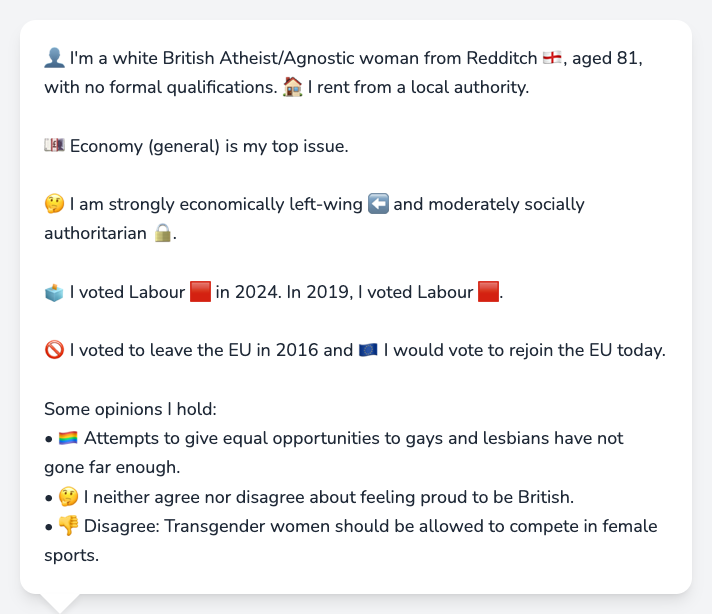 👤 I'm a white British Atheist/Agnostic woman from Redditch 🏴󠁧󠁢󠁥󠁮󠁧󠁿, aged 81,
with no formal qualifications. 🏠 I rent from a local authority.
💷 Economy (general) is my top issue.
🤔 I am strongly economically left-wing ⬅️ and moderately socially
authoritarian 🔒.
🗳️ I voted Labour 🟥 in 2024. In 2019, I voted Labour 🟥.
🚫 I voted to leave the EU in 2016 and 🇪🇺 I would vote to rejoin the EU today.
Some opinions I hold:
• 🏳️‍🌈 Attempts to give equal opportunities to gays and lesbians have not
gone far enough.
• 🤔 I neither agree nor disagree about feeling proud to be British.
• 👎 Disagree: Transgender women should be allowed to compete in female
sports.